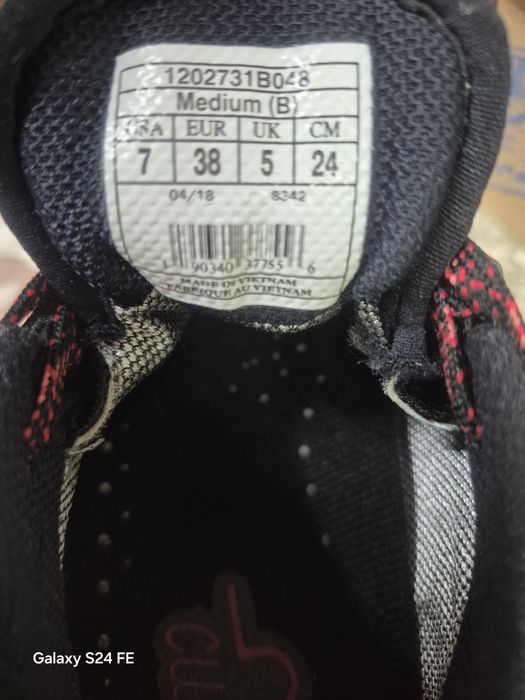 1202731B048
Medium (B)
USA EUR UK CM
7 38 5 24
04/18 8342
1 90340 37755 6
MADE IN VIETNAM
FABRIQUE AU VIETNAM
Galaxy S24 FE